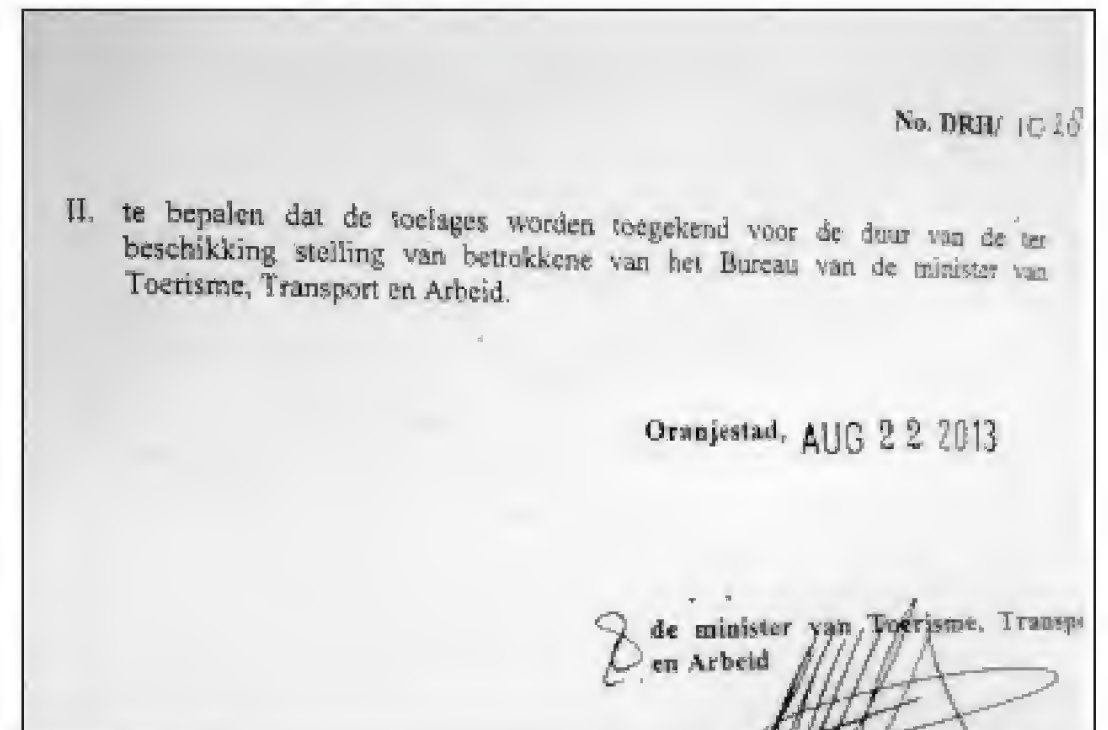 No. DRH/ 1028
II. te bepalen dat de toelages worden toegekend voor de duur van de ter
beschikking stelling van betrokkene van het Bureau van de minister van
Toerisme, Transport en Arbeid.
Oranjestad, AUG 22 2013
de minister van Toerisme, Transp
en Arbeid